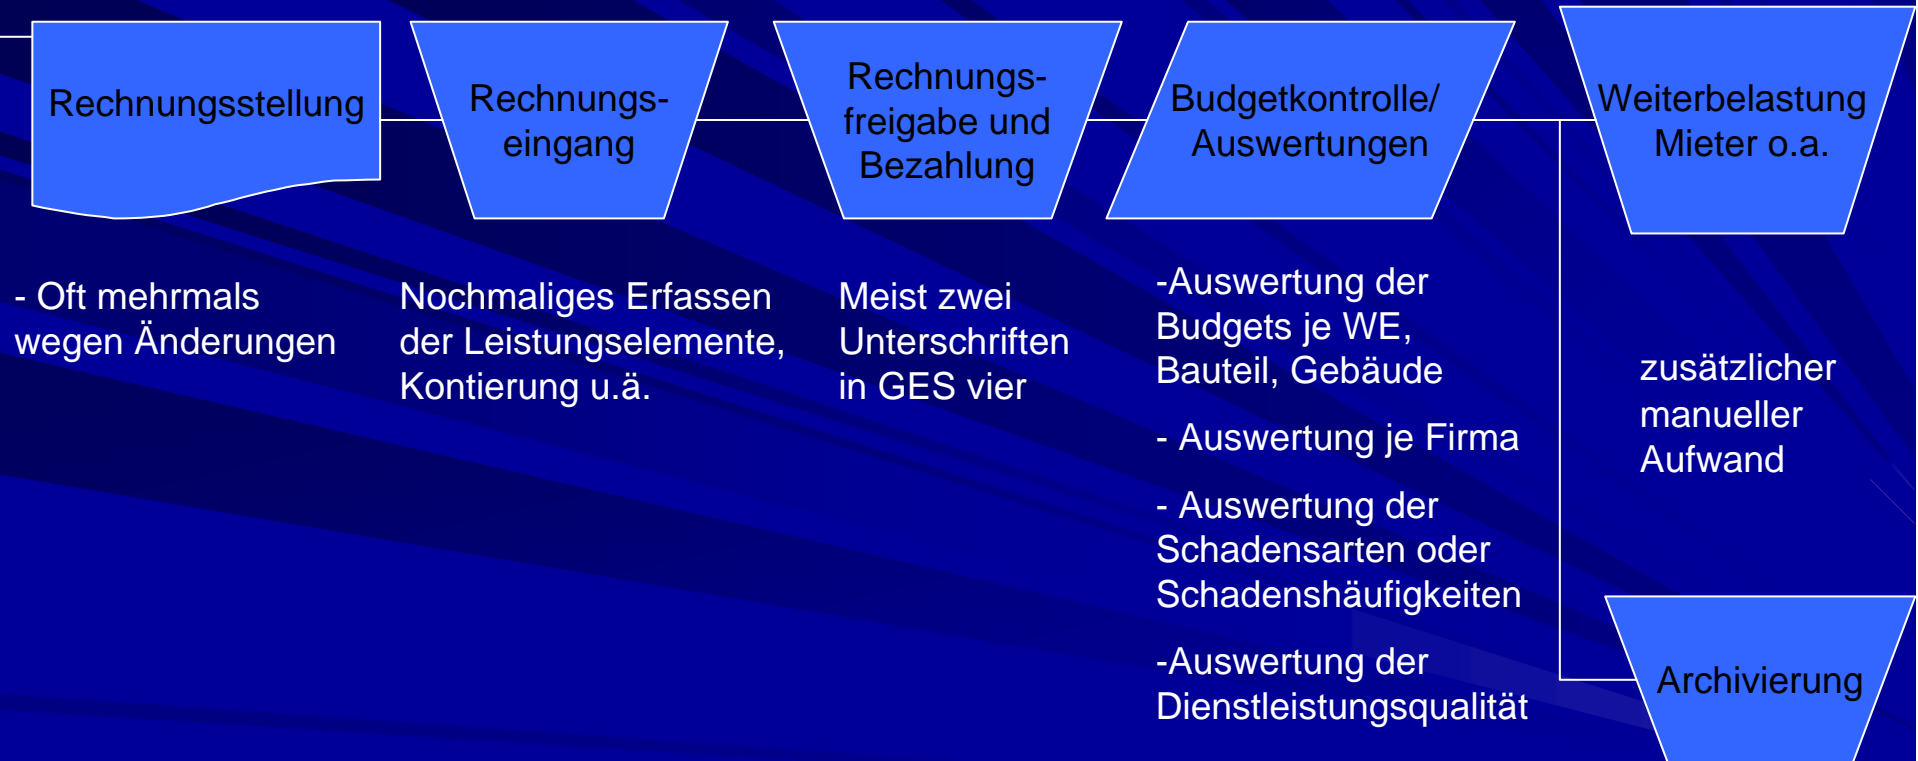 Rechnungsstellung
Rechnungs-
eingang
Rechnungs-
freigabe und
Bezahlung
Budgetkontrolle/
Auswertungen
Weiterbelastung
Mieter o.a.
- Oft mehrmals
wegen Änderungen
Nochmaliges Erfassen
der Leistungselemente,
Kontierung u.ä.
Meist zwei
Unterschriften
in GES vier
-Auswertung der
Budgets je WE,
Bauteil, Gebäude
- Auswertung je Firma
- Auswertung der
Schadensarten oder
Schadenshäufigkeiten
-Auswertung der
Dienstleistungsqualität
zusätzlicher
manueller
Aufwand
Archivierung